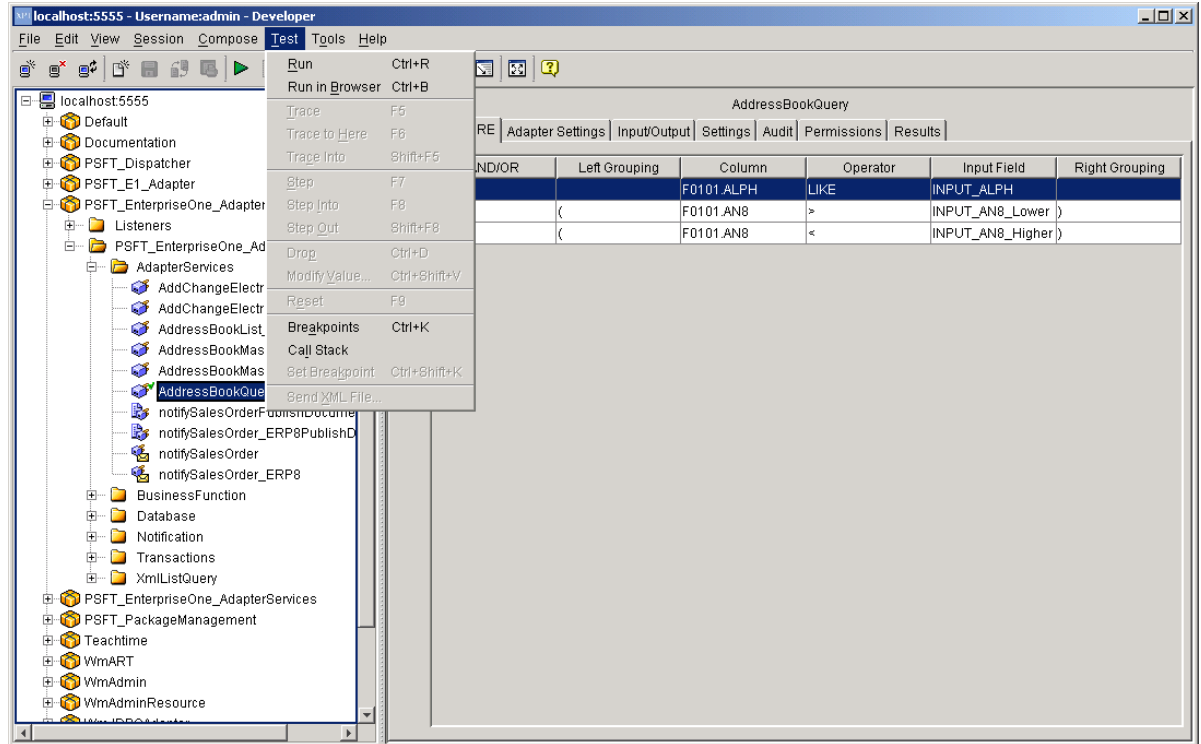 localhost:5555 - Username:admin - Developer
File Edit View Session Compose Test Tools Help
Run Ctrl+R
Run in Browser Ctrl+B
Trace F5
Trace to Here F6
Trace Into Shift+F5
Step F7
Step Into F8
Step Out Shift+F8
Drop Ctrl+D
Modify Value... Ctrl+Shift+V
Reset F9
Breakpoints Ctrl+K
Call Stack
Set Breakpoint Ctrl+Shift+K
Send XML File...
localhost:5555
Default
Documentation
PSFT_Dispatcher
PSFT_E1_Adapter
PSFT_EnterpriseOne_Adapter
Listeners
PSFT_EnterpriseOne_Ad
AdapterServices
AddChangeElectr
AddChangeElectr
AddressBookList_
AddressBookMas
AddressBookMas
AddressBookQue
notifySalesOrderPublishDocume
notifySalesOrder_ERP8PublishD
notifySalesOrder
notifySalesOrder_ERP8
BusinessFunction
Database
Notification
Transactions
XmlListQuery
PSFT_EnterpriseOne_AdapterServices
PSFT_PackageManagement
Teachtime
WmART
WmAdmin
WmAdminResource
AddressBookQuery
RE Adapter Settings Input/Output Settings Audit Permissions Results
ND/OR Left Grouping Column Operator Input Field Right Grouping
F0101.ALPH LIKE INPUT_ALPH
( F0101.AN8 > INPUT_AN8_Lower )
( F0101.AN8 < INPUT_AN8_Higher )